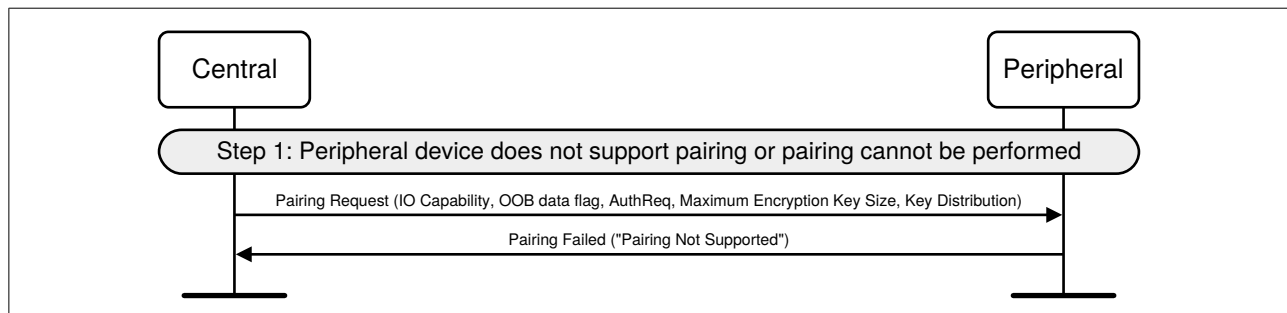 Central
Peripheral
Step 1: Peripheral device does not support pairing or pairing cannot be performed
Pairing Request (IO Capability, OOB data flag, AuthReq, Maximum Encryption Key Size, Key Distribution)
Pairing Failed ("Pairing Not Supported")